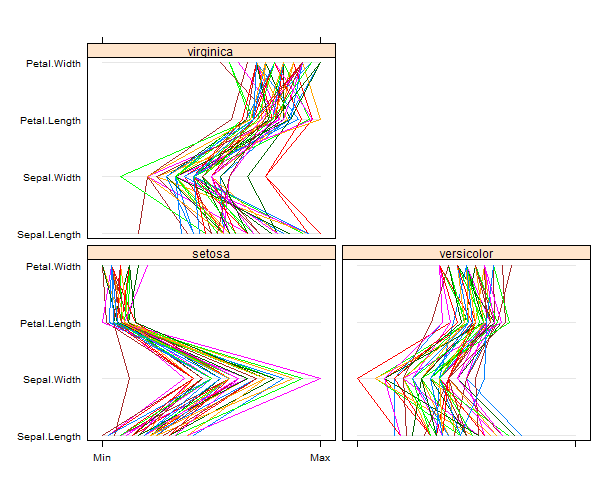 virginica
Petal.Width
Petal.Length
Sepal.Width
Sepal.Length
setosa
versicolor
Petal.Width
Petal.Length
Sepal.Width
Sepal.Length
Min
Max